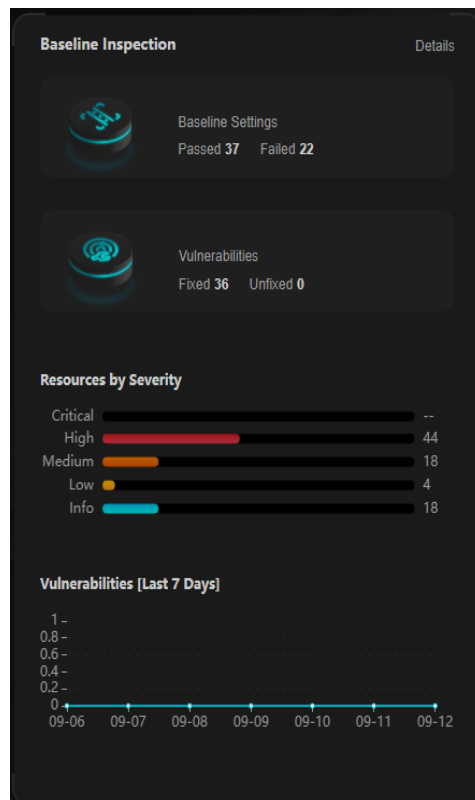 Baseline Inspection Details
Baseline Settings
Passed 37 Failed 22
Vulnerabilities
Fixed 36 Unfixed 0
Resources by Severity
Critical --
High 44
Medium 18
Low 4
Info 18
Vulnerabilities [Last 7 Days]
1
0.8
0.6
0.4
0.2
0
09-06 09-07 09-08 09-09 09-10 09-11 09-12